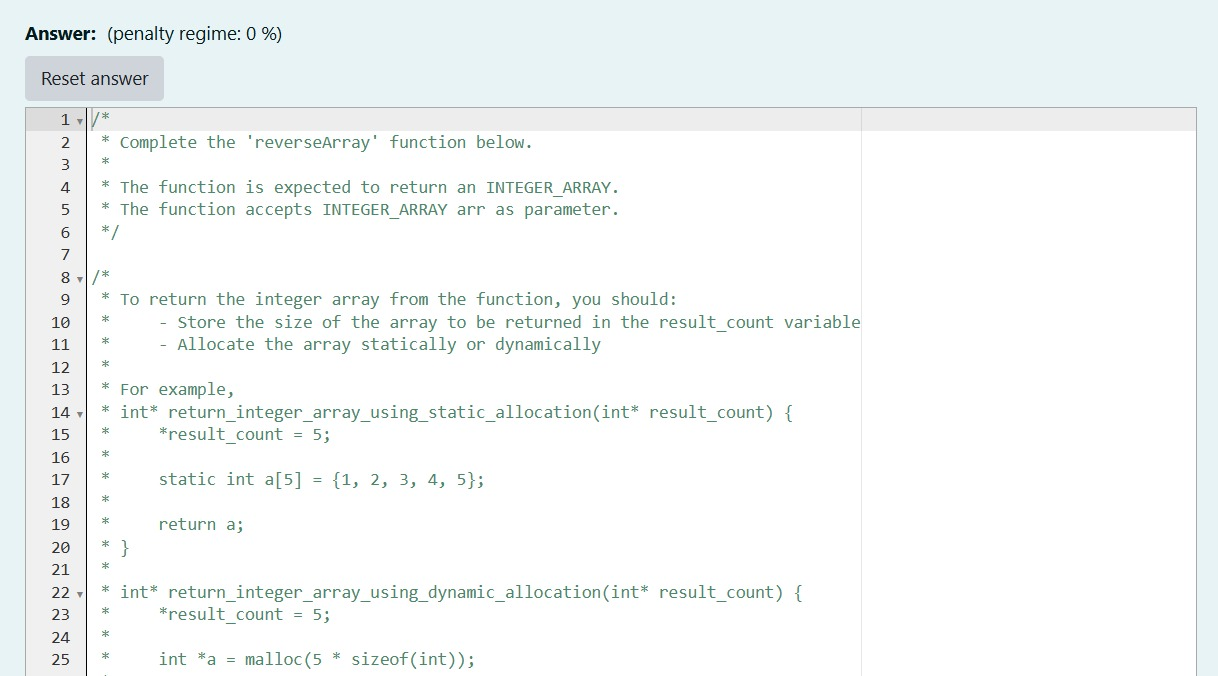 Answer: (penalty regime: 0 %)
Reset answer
1 /*
2  * Complete the 'reverseArray' function below.
3  *
4  * The function is expected to return an INTEGER_ARRAY.
5  * The function accepts INTEGER_ARRAY arr as parameter.
6  */
7
8 /*
9  * To return the integer array from the function, you should:
10  *     - Store the size of the array to be returned in the result_count variable
11  *     - Allocate the array statically or dynamically
12  *
13  * For example,
14  * int* return_integer_array_using_static_allocation(int* result_count) {
15  *     *result_count = 5;
16  *
17  *     static int a[5] = {1, 2, 3, 4, 5};
18  *
19  *     return a;
20  * }
21  *
22  * int* return_integer_array_using_dynamic_allocation(int* result_count) {
23  *     *result_count = 5;
24  *
25  *     int *a = malloc(5 * sizeof(int));